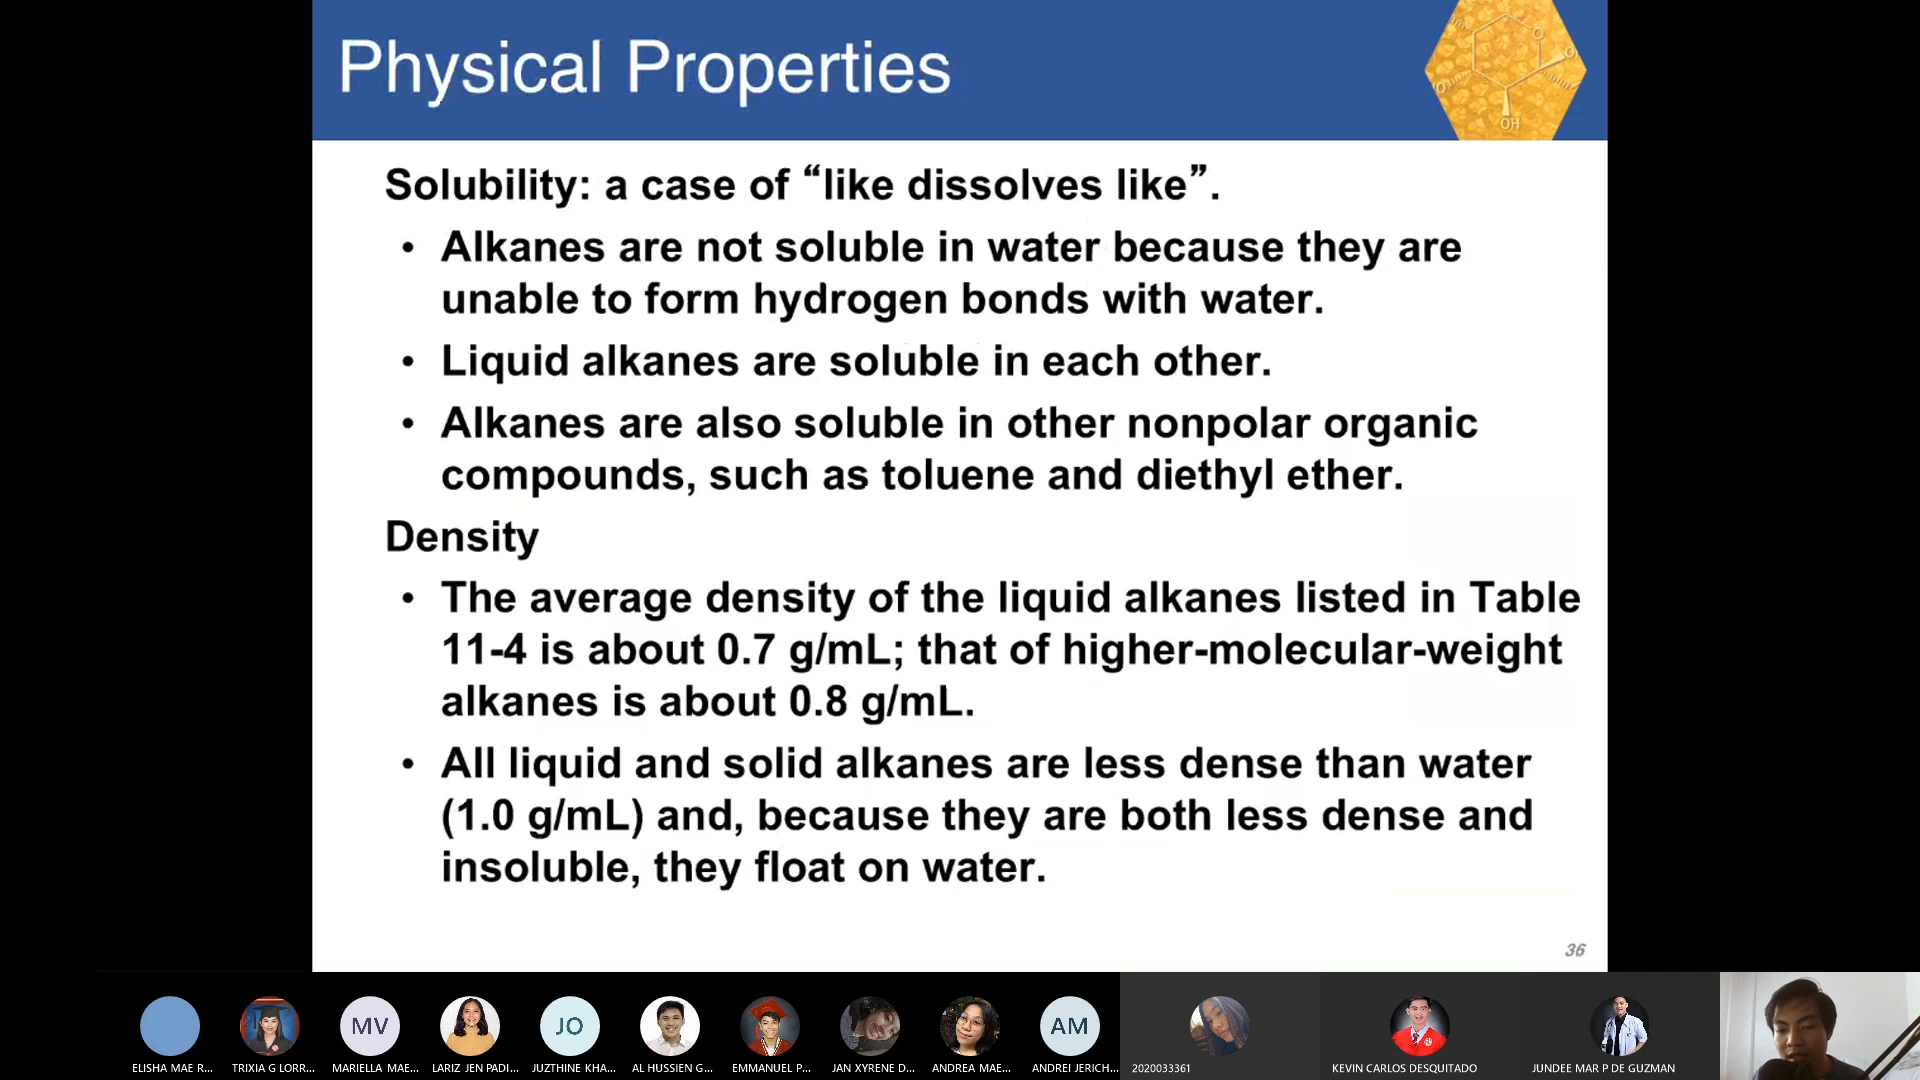 Physical Properties
O
O
O
OH
Solubility: a case of “like dissolves like”.
• Alkanes are not soluble in water because they are
unable to form hydrogen bonds with water.
• Liquid alkanes are soluble in each other.
• Alkanes are also soluble in other nonpolar organic
compounds, such as toluene and diethyl ether.
Density
• The average density of the liquid alkanes listed in Table
11-4 is about 0.7 g/mL; that of higher-molecular-weight
alkanes is about 0.8 g/mL.
• All liquid and solid alkanes are less dense than water
(1.0 g/mL) and, because they are both less dense and
insoluble, they float on water.
36
MV
JO
AM
ELISHA MAE R...
TRIXIA G LORR...
MARIELLA MAE...
LARIZ JEN PADI...
JUZTHINE KHA...
AL HUSSIEN G...
EMMANUEL P...
JAN XYRENE D...
ANDREA MAE...
ANDREI JERICH...
2020033361
KEVIN CARLOS DESQUITADO
JUNDEE MAR P DE GUZMAN